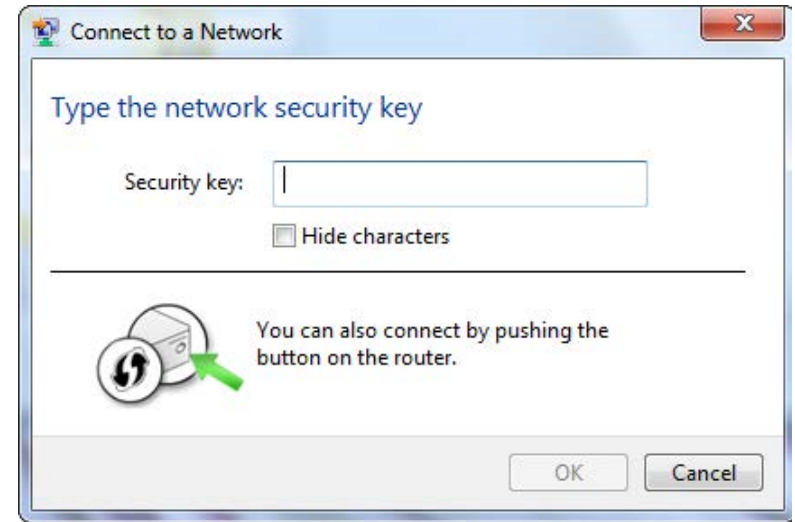 Connect to a Network
Type the network security key
Security key:
Hide characters
You can also connect by pushing the
button on the router.
OK
Cancel